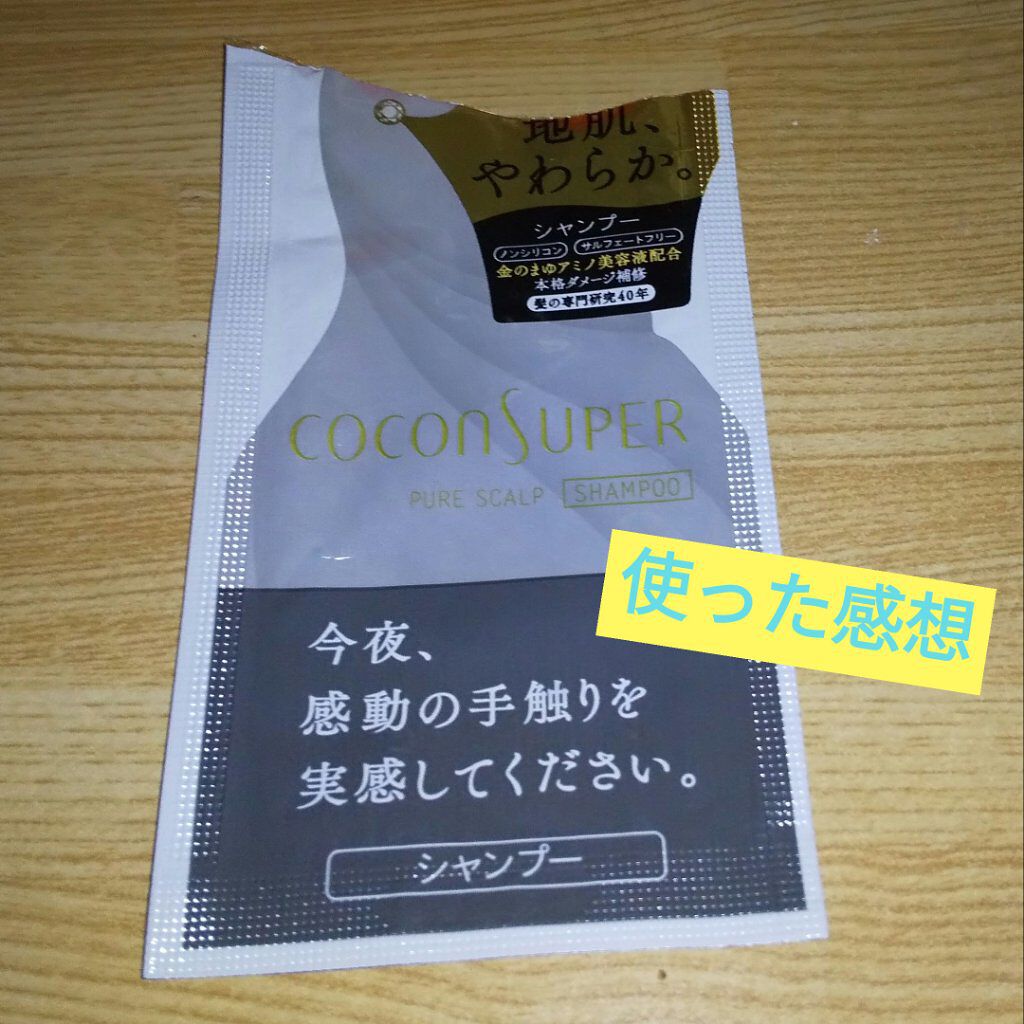 地肌、
やわらか。
シャンプー
ノンシリコン サルフェートフリー
金のまゆアミノ美容液配合
本格ダメージ補修
髪の専門研究40年
COCONSUPER
PURE SCALP SHAMPOO
使った感想
今夜、
感動の手触りを
実感してください。
シャンプー